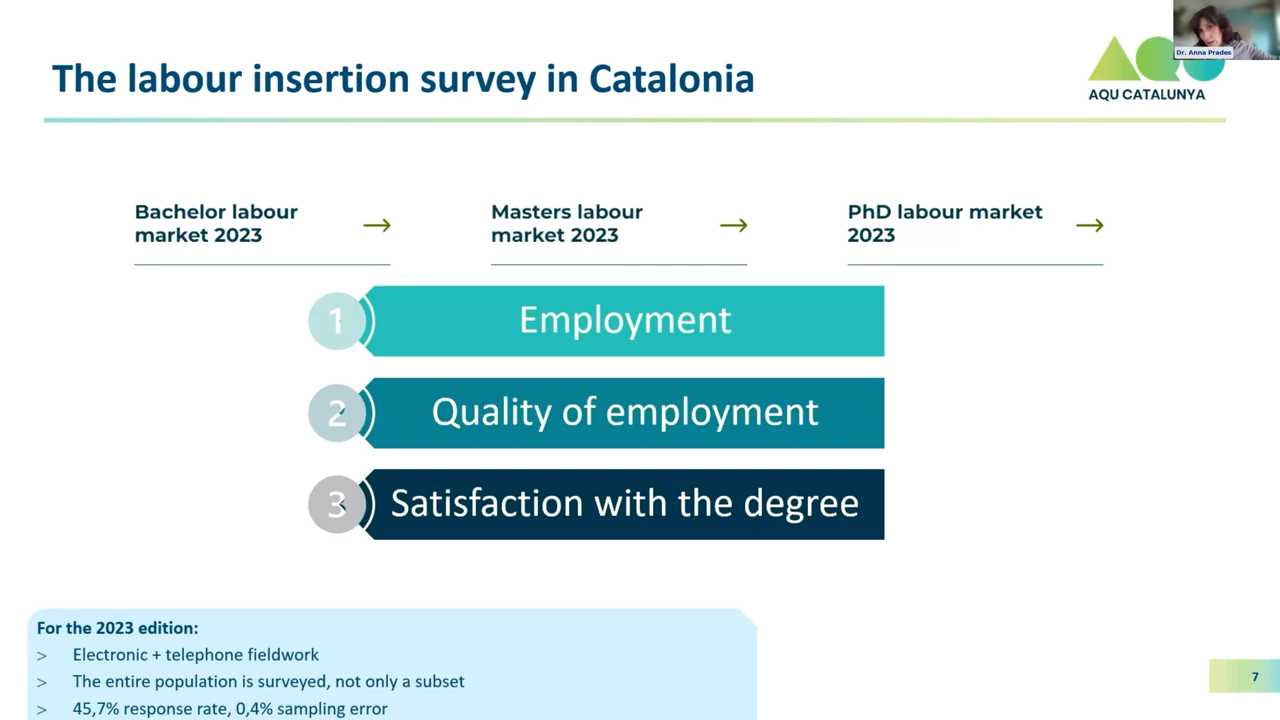 Dr. Anna Prades
The labour insertion survey in Catalonia
AQU CATALUNYA
Bachelor labour
market 2023
→
Masters labour
market 2023
→
PhD labour market
2023
→
1
Employment
2
Quality of employment
3
Satisfaction with the degree
For the 2023 edition:
> Electronic + telephone fieldwork
> The entire population is surveyed, not only a subset
> 45,7% response rate, 0,4% sampling error
7